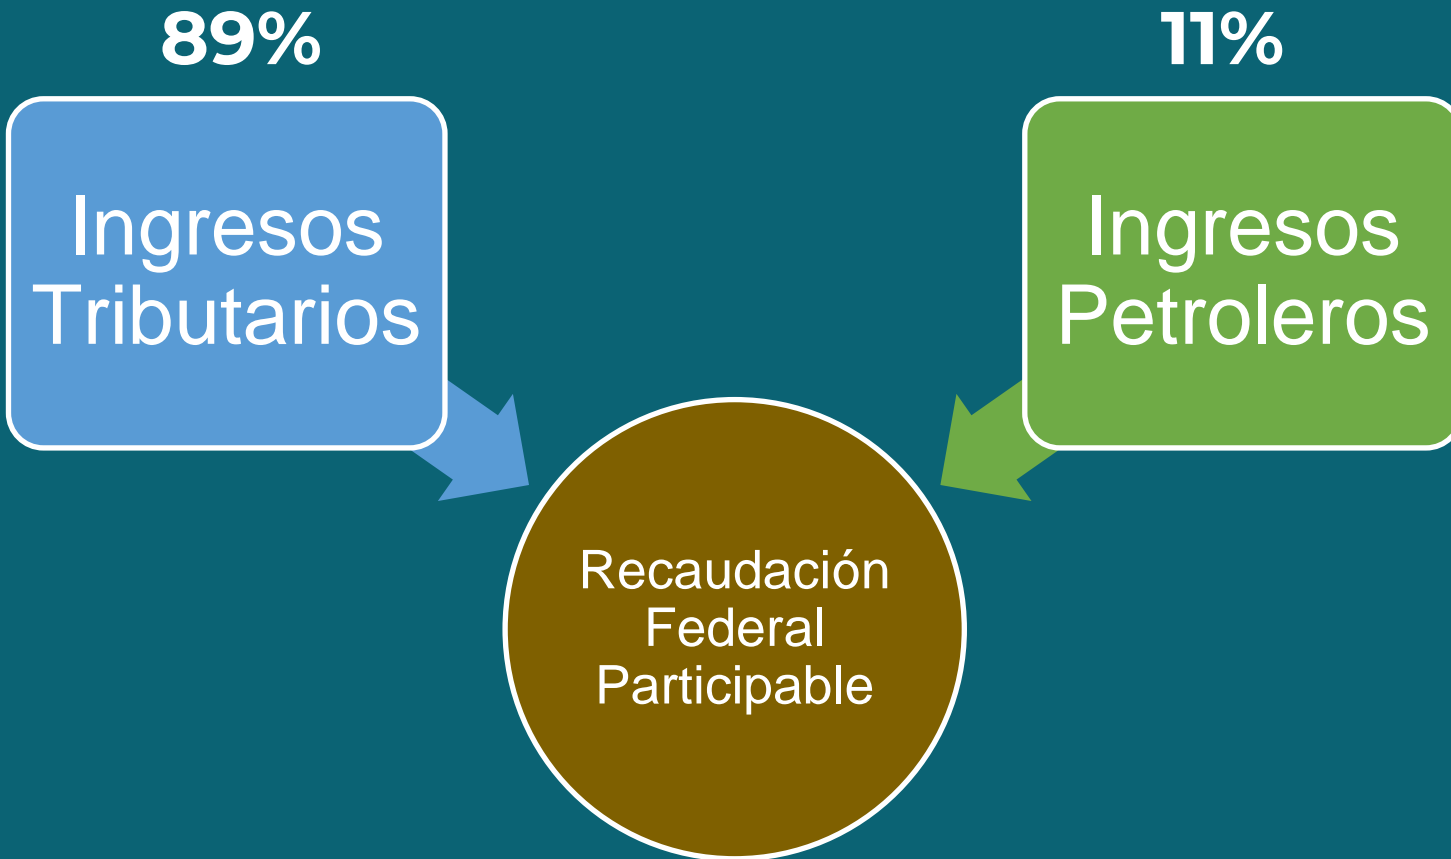 89%
Ingresos
Tributarios
11%
Ingresos
Petroleros
Recaudación
Federal
Participable